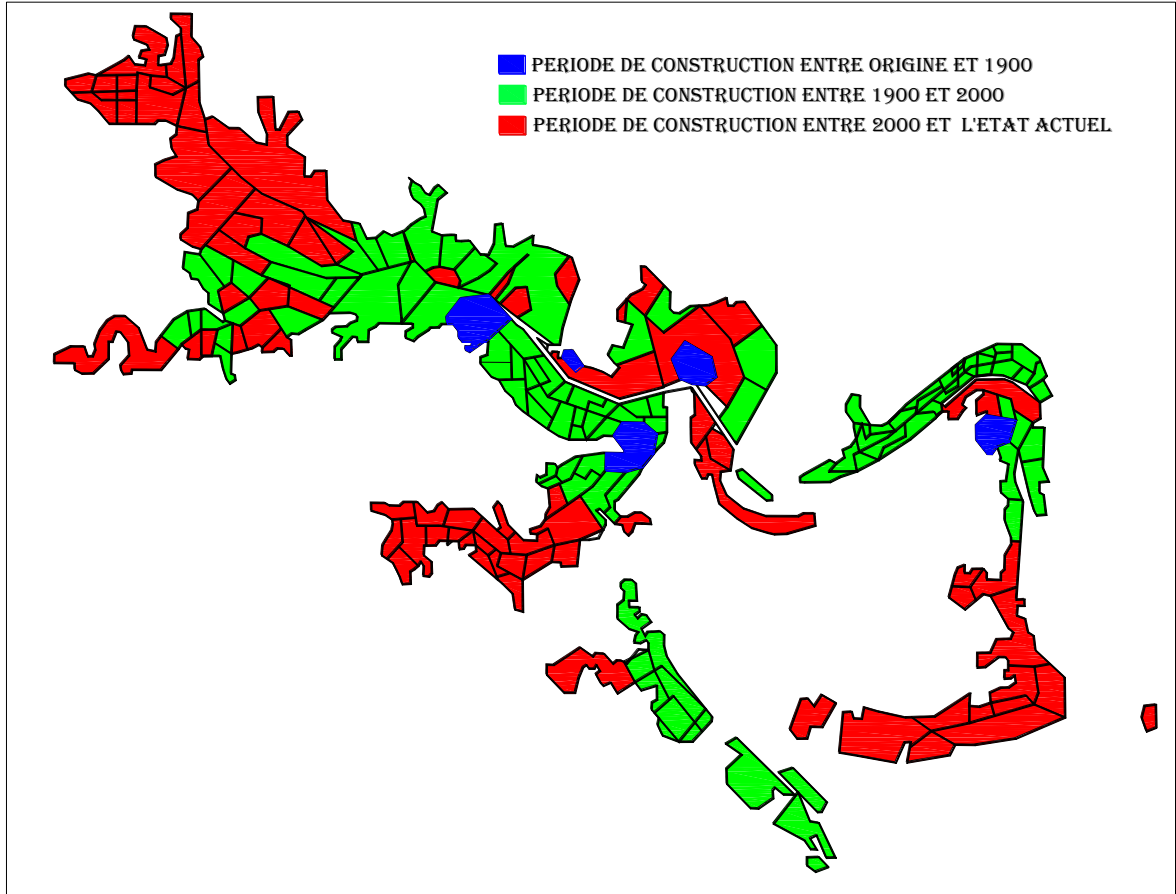 PERIODE DE CONSTRUCTION ENTRE ORIGINE ET 1900
PERIODE DE CONSTRUCTION ENTRE 1900 ET 2000
PERIODE DE CONSTRUCTION ENTRE 2000 ET L'ETAT ACTUEL